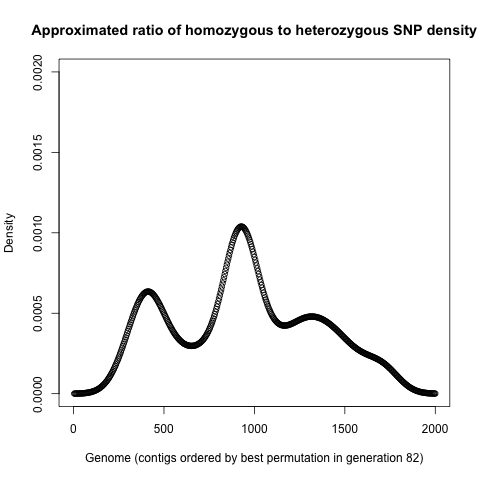 Approximated ratio of homozygous to heterozygous SNP density
0.0020
0.0015
0.0010
0.0005
0.0000
Density
0 500 1000 1500 2000
Genome (contigs ordered by best permutation in generation 82)